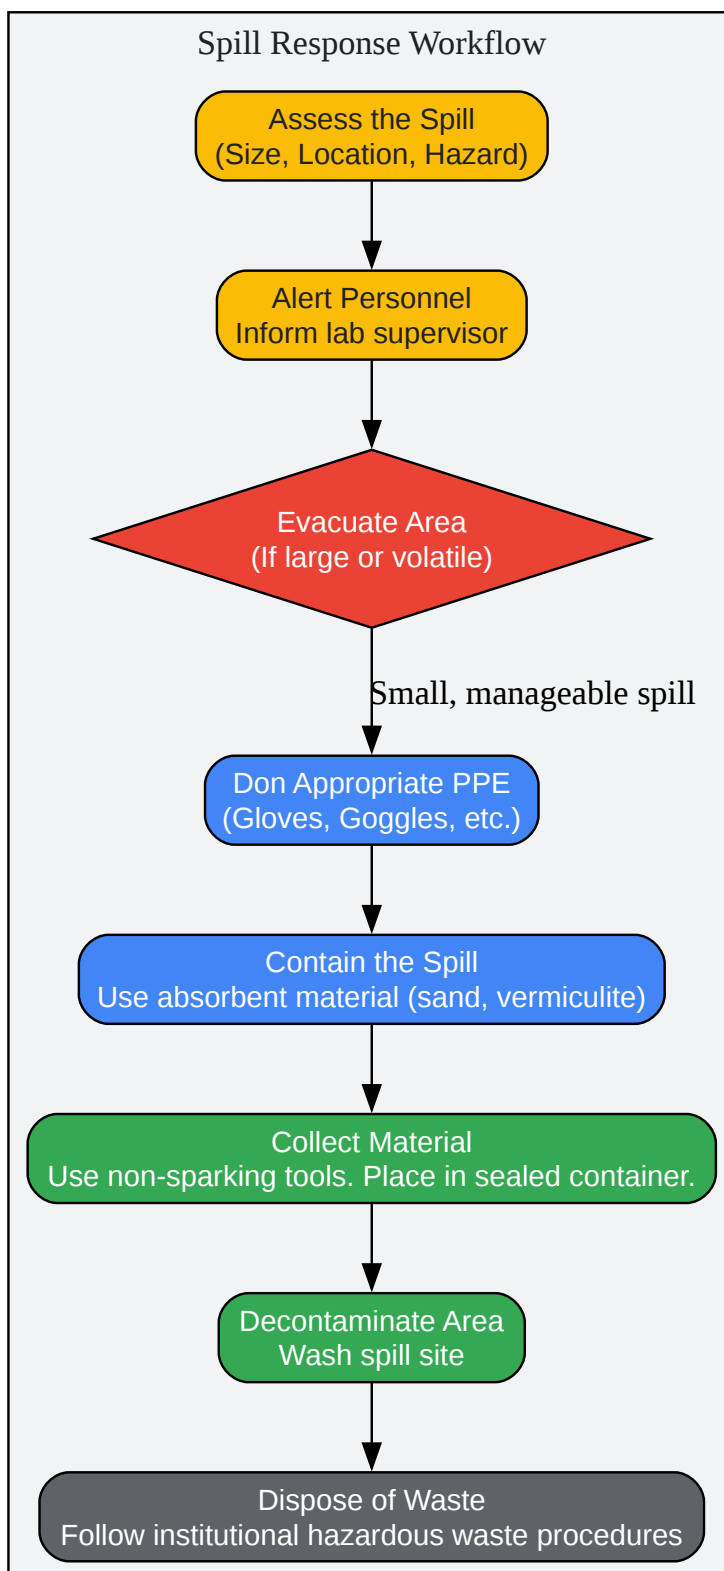 Spill Response Workflow
Assess the Spill
(Size, Location, Hazard)
Alert Personnel
Inform lab supervisor
Evacuate Area
(If large or volatile)
Small, manageable spill
Don Appropriate PPE
(Gloves, Goggles, etc.)
Contain the Spill
Use absorbent material (sand, vermiculite)
Collect Material
Use non-sparking tools. Place in sealed container.
Decontaminate Area
Wash spill site
Dispose of Waste
Follow institutional hazardous waste procedures